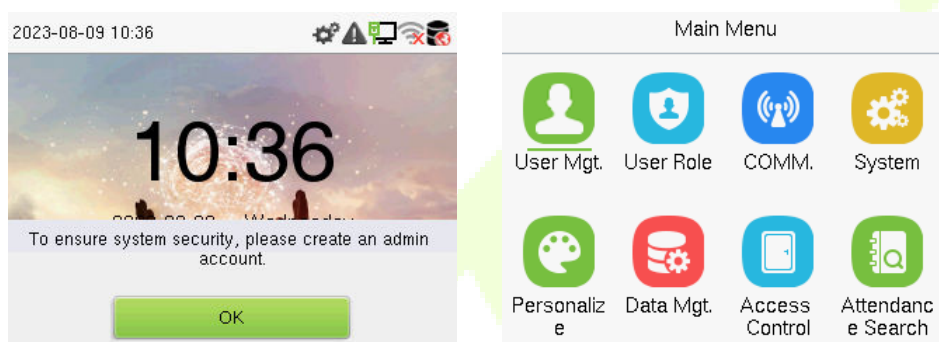 2023-08-09 10:36
10:36
To ensure system security, please create an admin
account.
OK
Main Menu
User Mgt.
User Role
COMM.
System
Personaliz
e
Data Mgt.
Access
Control
Attendanc
e Search